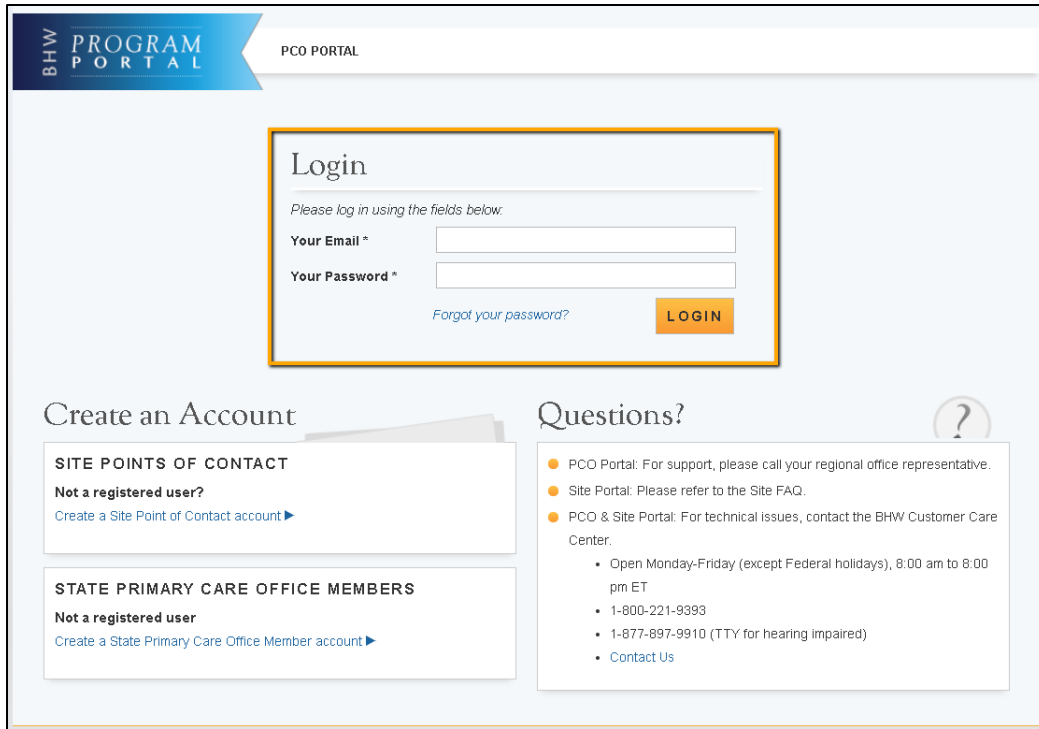 BHW
PROGRAM
PORTAL
PCO PORTAL
Login
Please log in using the fields below.
Your Email *
Your Password *
Forgot your password?
LOGIN
Create an Account
SITE POINTS OF CONTACT
Not a registered user?
Create a Site Point of Contact account ▶
STATE PRIMARY CARE OFFICE MEMBERS
Not a registered user
Create a State Primary Care Office Member account ▶
Questions?
?
PCO Portal: For support, please call your regional office representative.
Site Portal: Please refer to the Site FAQ.
PCO & Site Portal: For technical issues, contact the BHW Customer Care
Center.
• Open Monday-Friday (except Federal holidays), 8:00 am to 8:00
pm ET
• 1-800-221-9393
• 1-877-897-9910 (TTY for hearing impaired)
• Contact Us